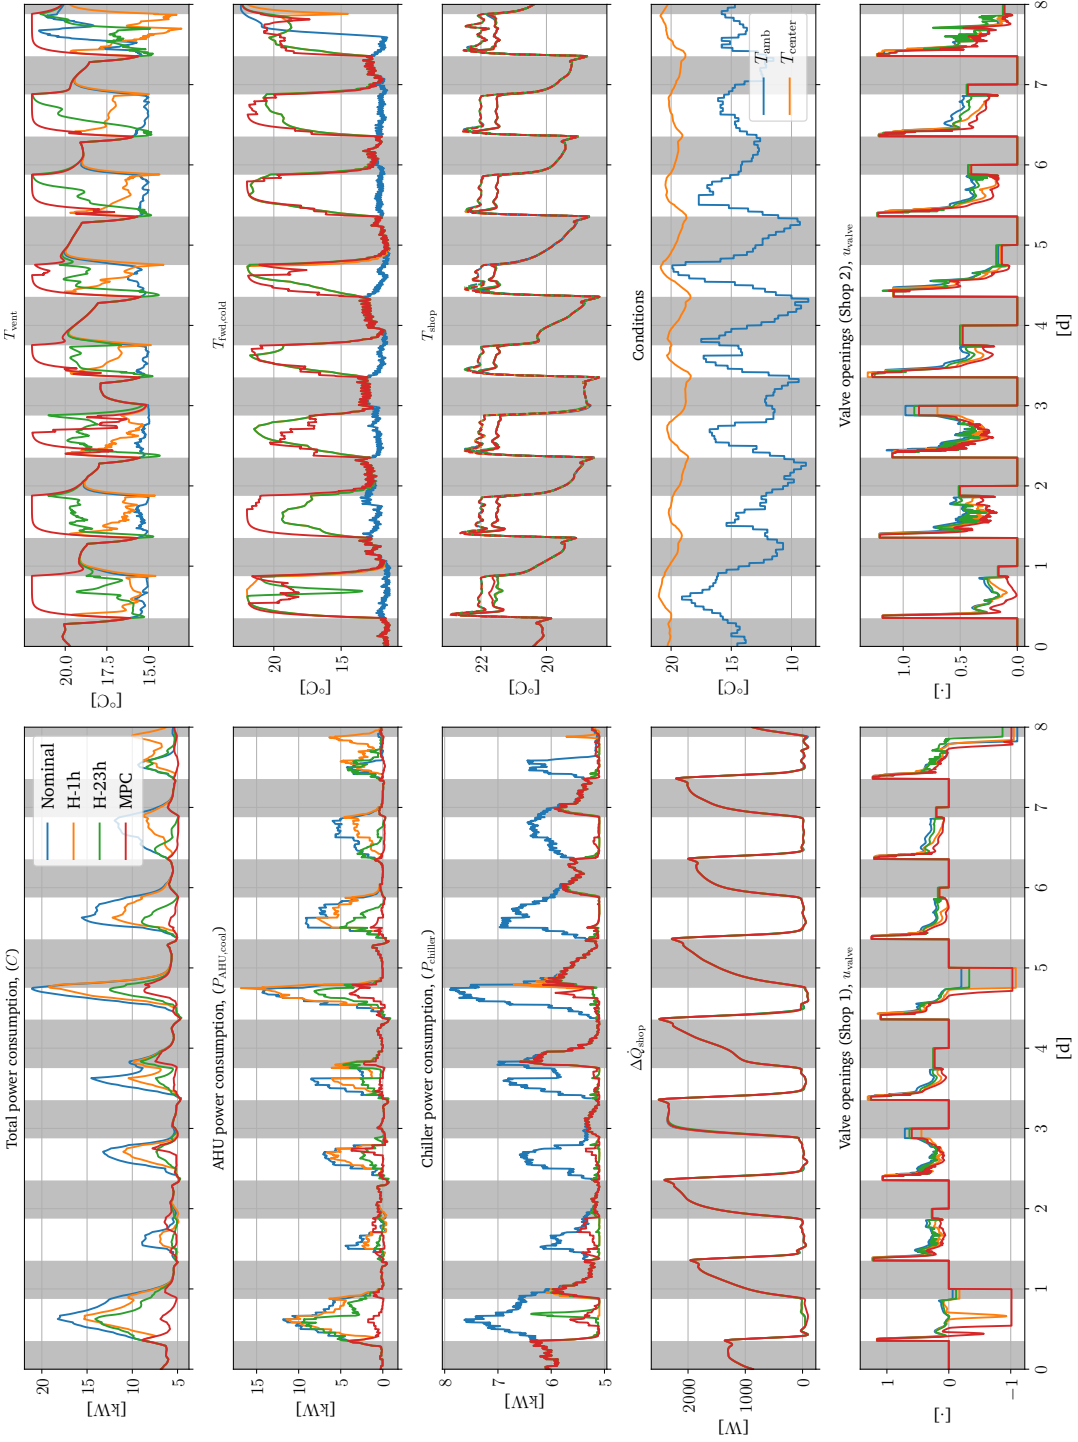 Total power consumption, (C)
[kW]
20
15
10
5
Nominal
H-1h
H-23h
MPC
AHU power consumption, (P_AHU,cool)
[kW]
15
10
5
0
Chiller power consumption, (P_chiller)
[kW]
8
7
6
5
ΔQ̇_shop
[W]
2000
1000
0
Valve openings (Shop 1), u_valve
[·]
1
0
−1
0 1 2 3 4 5 6 7 8
[d]
T_vent
[°C]
20.0
17.5
15.0
T_fwd,cold
[°C]
20
15
T_shop
[°C]
22
20
Conditions
[°C]
20
15
10
T_amb
T_center
Valve openings (Shop 2), u_valve
[·]
1.0
0.5
0.0
0 1 2 3 4 5 6 7 8
[d]